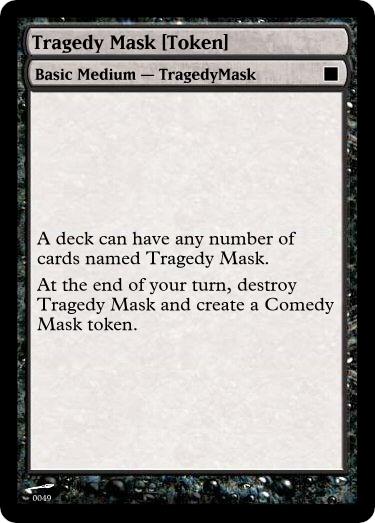 Tragedy Mask [Token]
Basic Medium — TragedyMask
A deck can have any number of
cards named Tragedy Mask.
At the end of your turn, destroy
Tragedy Mask and create a Comedy
Mask token.
0049